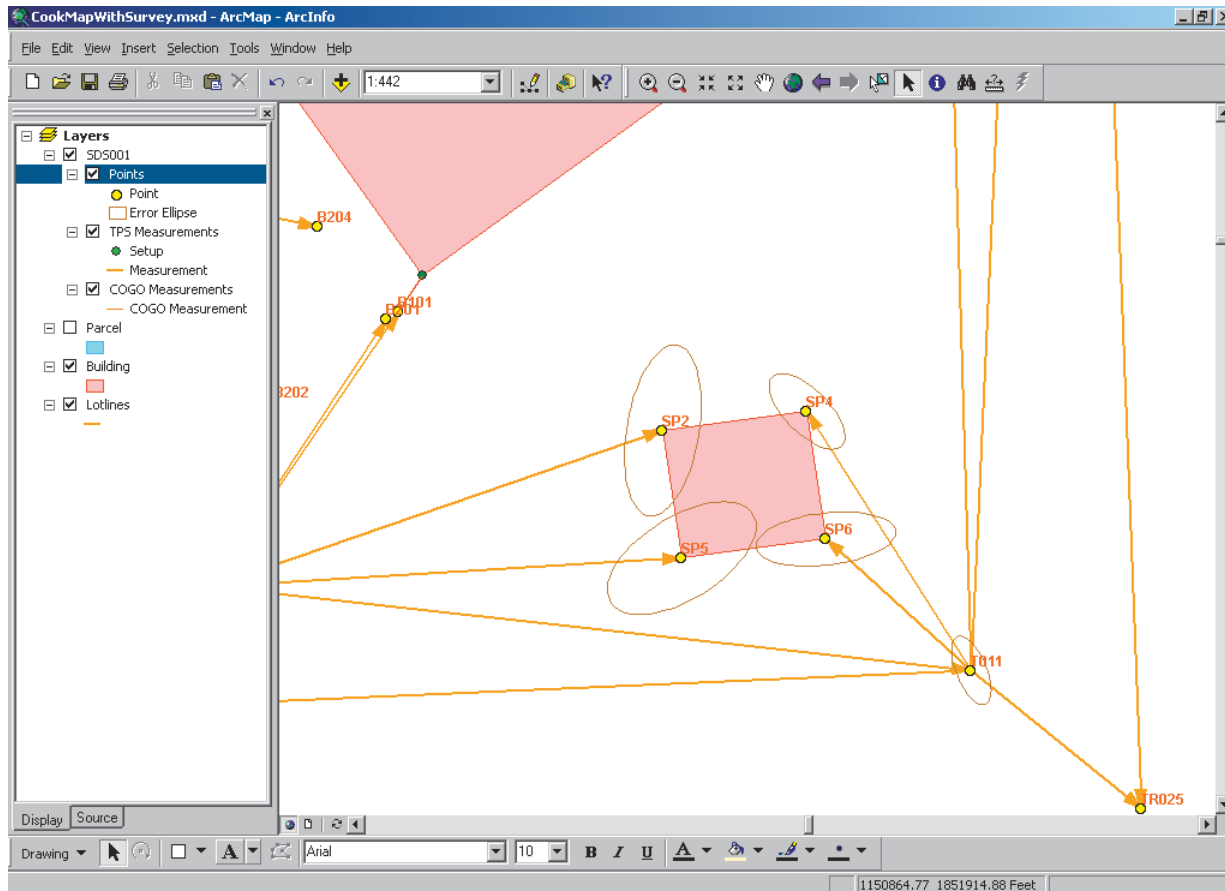 CookMapWithSurvey.mxd - ArcMap - ArcInfo
File Edit View Insert Selection Tools Window Help
1:442
Layers
SDS001
Points
Point
Error Ellipse
TPS Measurements
Setup
Measurement
COGO Measurements
COGO Measurement
Parcel
Building
Lotlines
B204
B101
B202
SP2
SP4
SP5
SP6
T011
TR025
Display Source
Drawing A Arial 10 B I U A
1150864.77 1851914.88 Feet